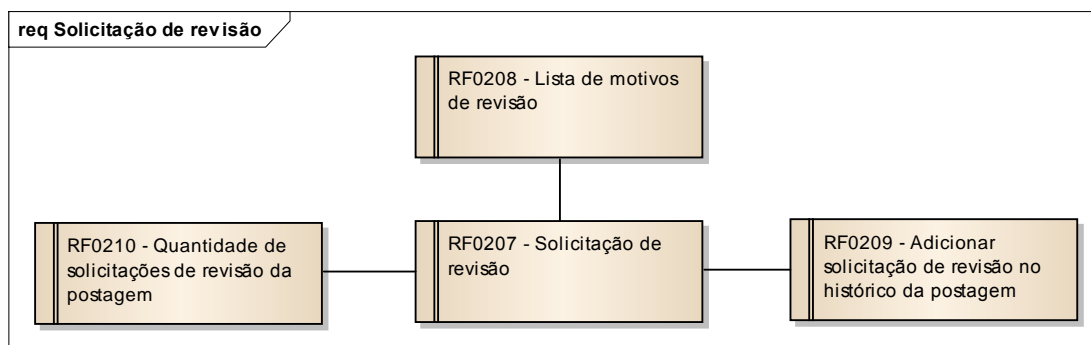 req Solicitação de revisão
RF0208 - Lista de motivos
de revisão
RF0210 - Quantidade de
solicitações de revisão da
postagem
RF0207 - Solicitação de
revisão
RF0209 - Adicionar
solicitação de revisão no
histórico da postagem